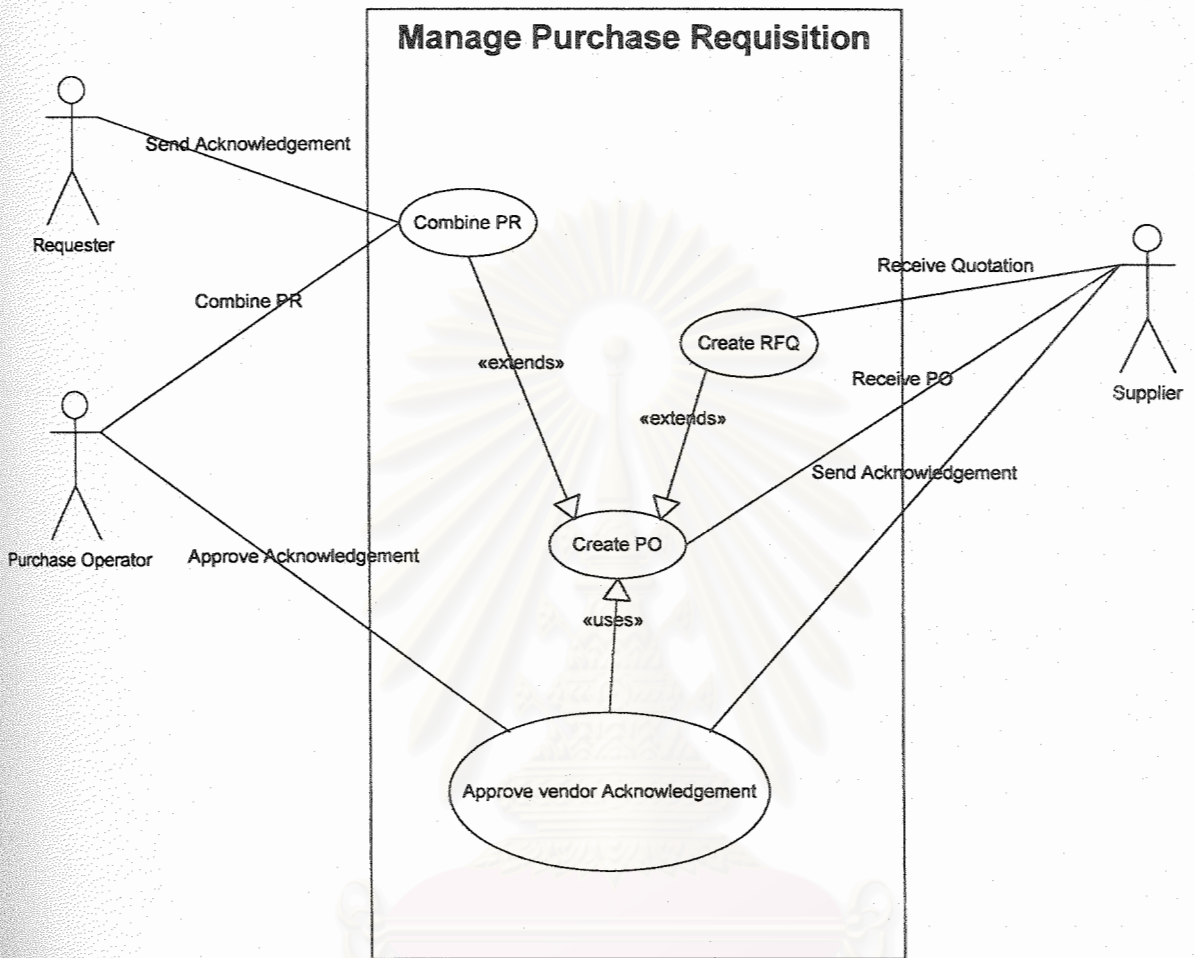 Manage Purchase Requisition
Send Acknowledgement
Requester
Combine PR
Combine PR
Receive Quotation
Create RFQ
«extends»
Receive PO
Supplier
«extends»
Send Acknowledgement
Create PO
Purchase Operator
Approve Acknowledgement
«uses»
Approve vendor Acknowledgement